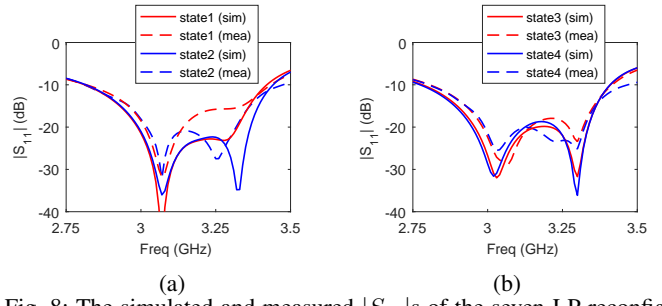 state1 (sim)
state1 (mea)
state2 (sim)
state2 (mea)
0
-10
-20
-30
-40
|S11| (dB)
2.75 3 3.25 3.5
Freq (GHz)
(a)
state3 (sim)
state3 (mea)
state4 (sim)
state4 (mea)
0
-10
-20
-30
-40
|S11| (dB)
2.75 3 3.25 3.5
Freq (GHz)
(b)
Fig. 8: The simulated and measured |S |s of the seven LP reconfig